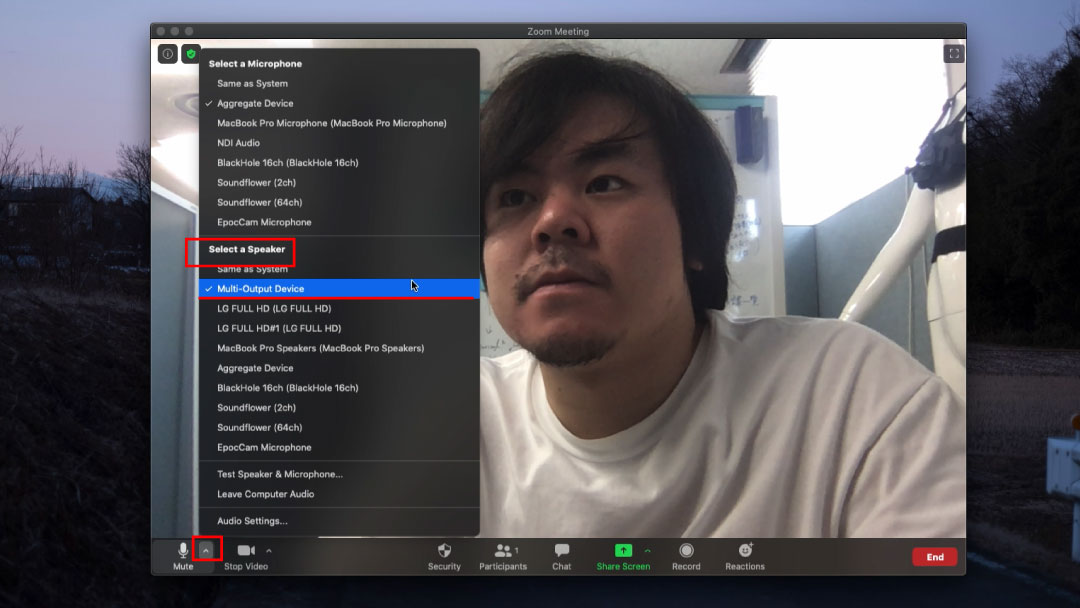 Zoom Meeting
Select a Microphone
Same as System
Aggregate Device
MacBook Pro Microphone (MacBook Pro Microphone)
NDI Audio
BlackHole 16ch (BlackHole 16ch)
Soundflower (2ch)
Soundflower (64ch)
EpocCam Microphone
Select a Speaker
Same as System
Multi-Output Device
LG FULL HD (LG FULL HD)
LG FULL HD#1 (LG FULL HD)
MacBook Pro Speakers (MacBook Pro Speakers)
Aggregate Device
BlackHole 16ch (BlackHole 16ch)
Soundflower (2ch)
Soundflower (64ch)
EpocCam Microphone
Test Speaker & Microphone...
Leave Computer Audio
Audio Settings...
Mute
Stop Video
Security
Participants
1
Chat
Share Screen
Record
Reactions
End